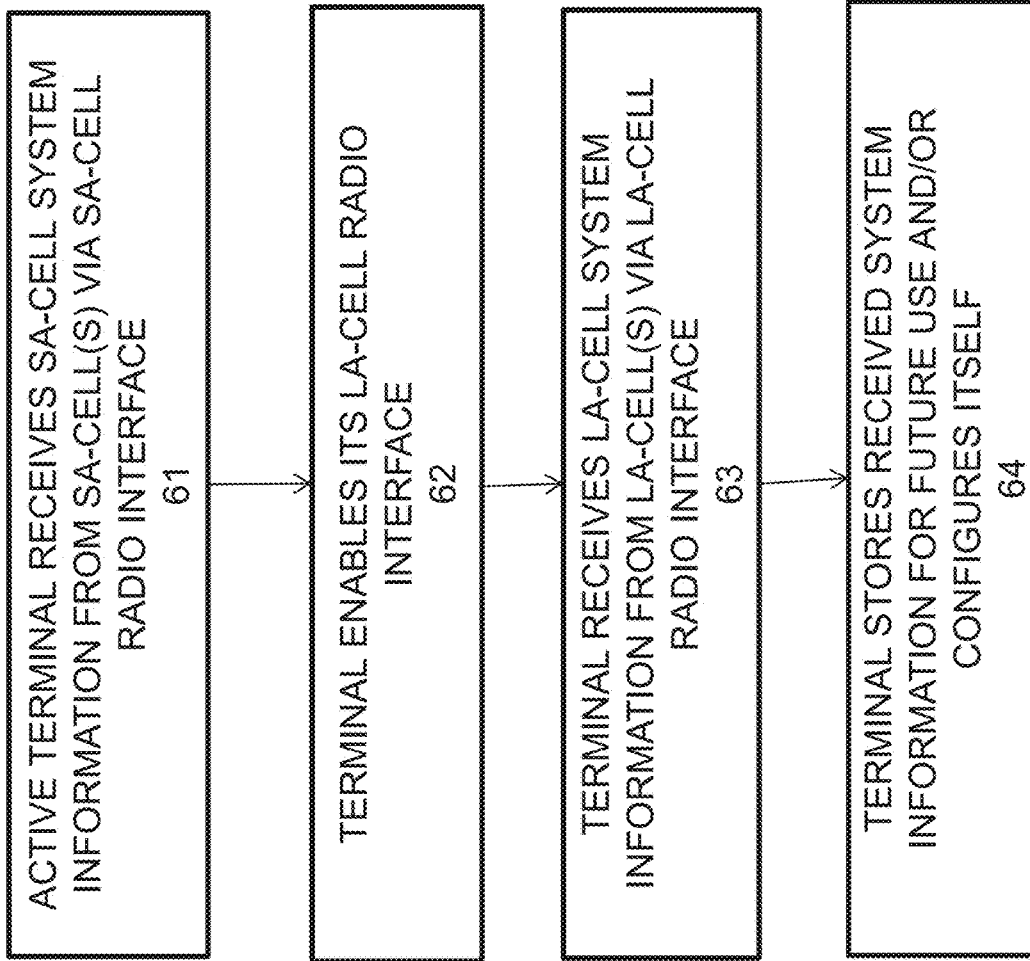 ACTIVE TERMINAL RECEIVES SA-CELL SYSTEM
INFORMATION FROM SA-CELL(S) VIA SA-CELL
RADIO INTERFACE
61
TERMINAL ENABLES ITS LA-CELL RADIO
INTERFACE
62
TERMINAL RECEIVES LA-CELL SYSTEM
INFORMATION FROM LA-CELL(S) VIA LA-CELL
RADIO INTERFACE
63
TERMINAL STORES RECEIVED SYSTEM
INFORMATION FOR FUTURE USE AND/OR
CONFIGURES ITSELF
64